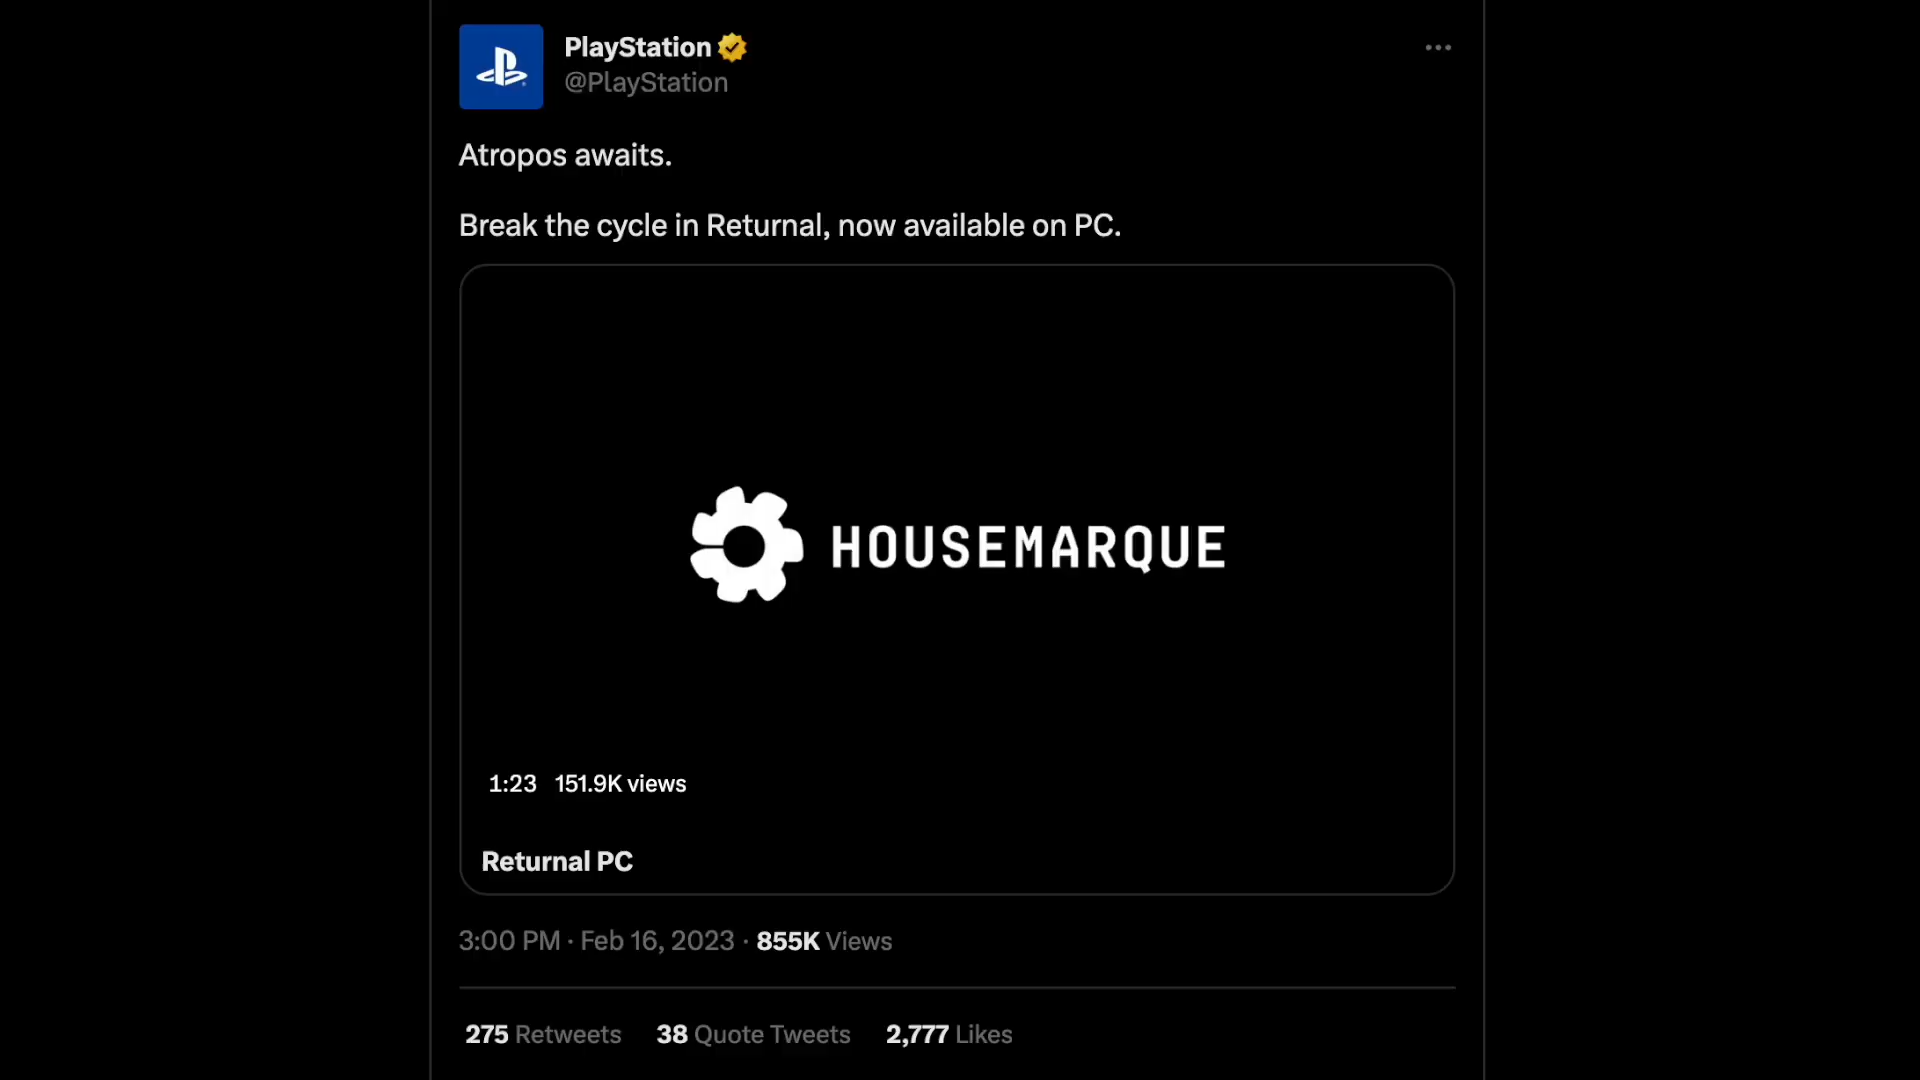 PlayStation
@PlayStation
Atropos awaits.
Break the cycle in Returnal, now available on PC.
HOUSEMARQUE
1:23 151.9K views
Returnal PC
3:00 PM · Feb 16, 2023 · 855K Views
275 Retweets 38 Quote Tweets 2,777 Likes